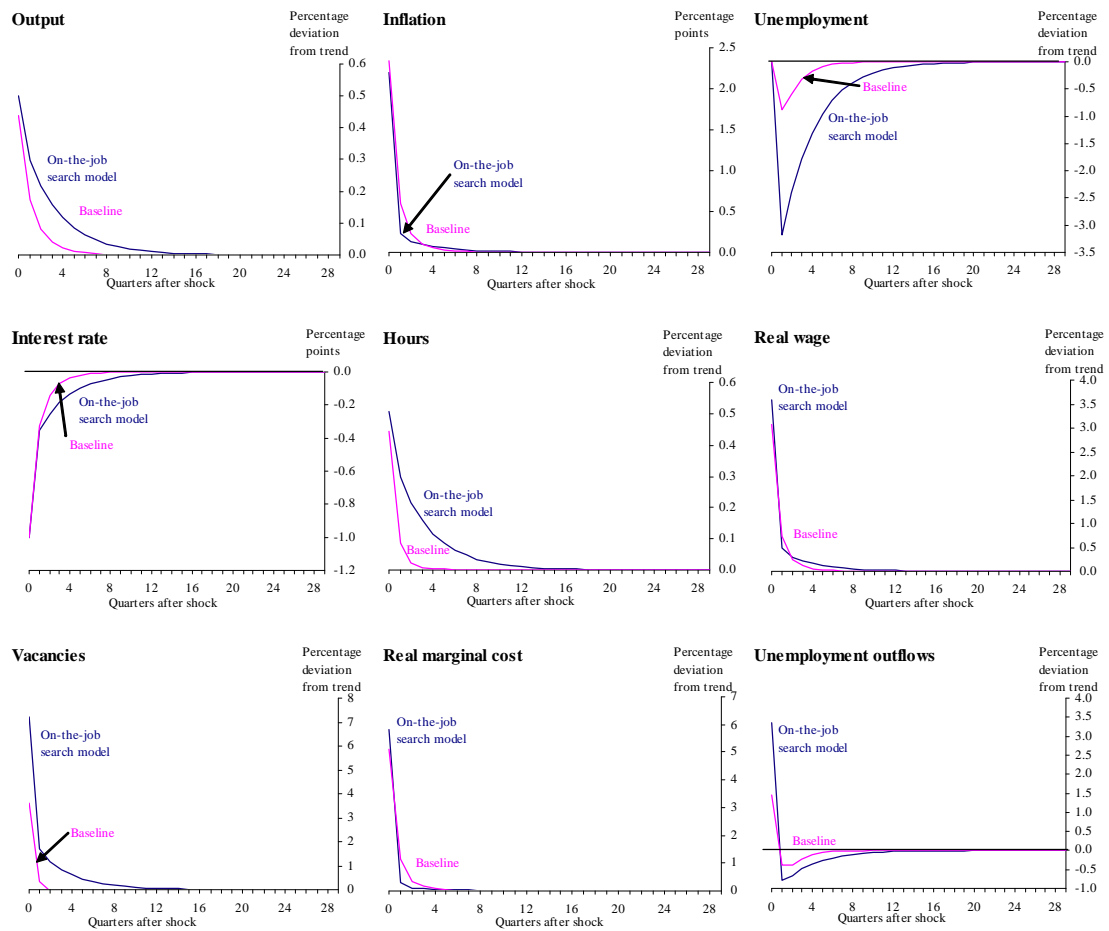 Output
Percentage
deviation
from trend
0.6
0.5
0.4
0.3
0.2
0.1
0.0
On-the-job
search model
Baseline
0 4 8 12 16 20 24 28
Quarters after shock
Inflation
Percentage
points
2.5
2.0
1.5
1.0
0.5
0.0
On-the-job
search model
Baseline
0 4 8 12 16 20 24 28
Quarters after shock
Unemployment
Percentage
deviation
from trend
0.0
-0.5
-1.0
-1.5
-2.0
-2.5
-3.0
-3.5
Baseline
On-the-job
search model
0 4 8 12 16 20 24 28
Quarters after shock
Interest rate
Percentage
points
0.0
-0.2
-0.4
-0.6
-0.8
-1.0
-1.2
On-the-job
search model
Baseline
0 4 8 12 16 20 24 28
Quarters after shock
Hours
Percentage
deviation
from trend
0.6
0.5
0.4
0.3
0.2
0.1
0.0
On-the-job
search model
Baseline
0 4 8 12 16 20 24 28
Quarters after shock
Real wage
Percentage
deviation
from trend
4.0
3.5
3.0
2.5
2.0
1.5
1.0
0.5
0.0
On-the-job
search model
Baseline
0 4 8 12 16 20 24 28
Quarters after shock
Vacancies
Percentage
deviation
from trend
8
7
6
5
4
3
2
1
0
On-the-job
search model
Baseline
0 4 8 12 16 20 24 28
Quarters after shock
Real marginal cost
Percentage
deviation
from trend
7
6
5
4
3
2
1
0
On-the-job
search model
Baseline
0 4 8 12 16 20 24 28
Quarters after shock
Unemployment outflows
Percentage
deviation
from trend
4.0
3.5
3.0
2.5
2.0
1.5
1.0
0.5
0.0
-0.5
-1.0
On-the-job
search model
Baseline
0 4 8 12 16 20 24 28
Quarters after shock